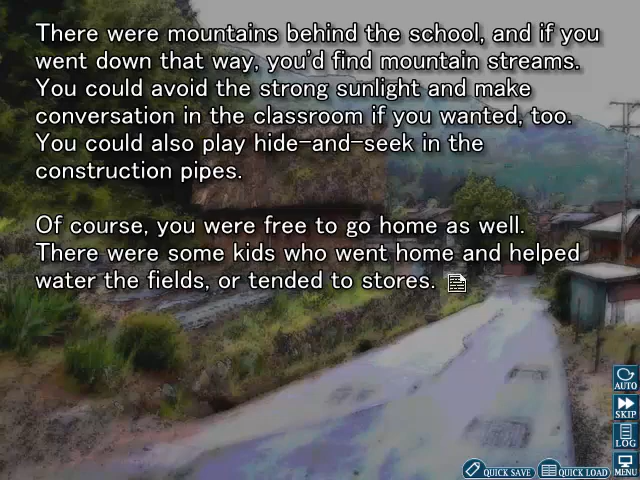 There were mountains behind the school, and if you
went down that way, you'd find mountain streams.
You could avoid the strong sunlight and make
conversation in the classroom if you wanted, too.
You could also play hide-and-seek in the
construction pipes.
Of course, you were free to go home as well.
There were some kids who went home and helped
water the fields, or tended to stores.
AUTO
SKIP
LOG
MENU
QUICK SAVE
QUICK LOAD